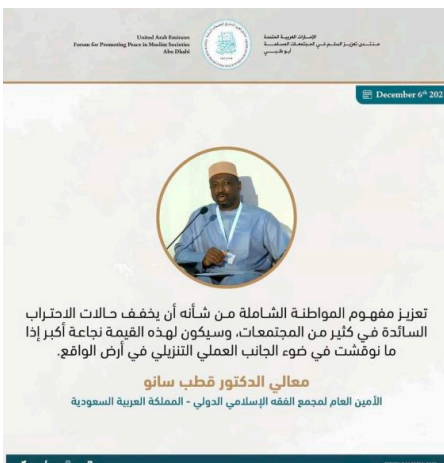 United Arab Emirates
Forum for Promoting Peace in Muslim Societies
Abu Dhabi
الإمارات العربية المتحدة
منتدى تعزيز السلم في المجتمعات المسلمة
أبوظبي
December 6th 202
تعزيز مفهوم المواطنة الشاملة من شأنه أن يخفف حالات الاحتراب
السائدة في كثير من المجتمعات، وسيكون لهذه القيمة نجاعة أكبر إذا
ما نوقشت في ضوء الجانب العملي التنزيلي في أرض الواقع.
معالي الدكتور قطب سانو
الأمين العام لمجمع الفقه الإسلامي الدولي - المملكة العربية السعودية